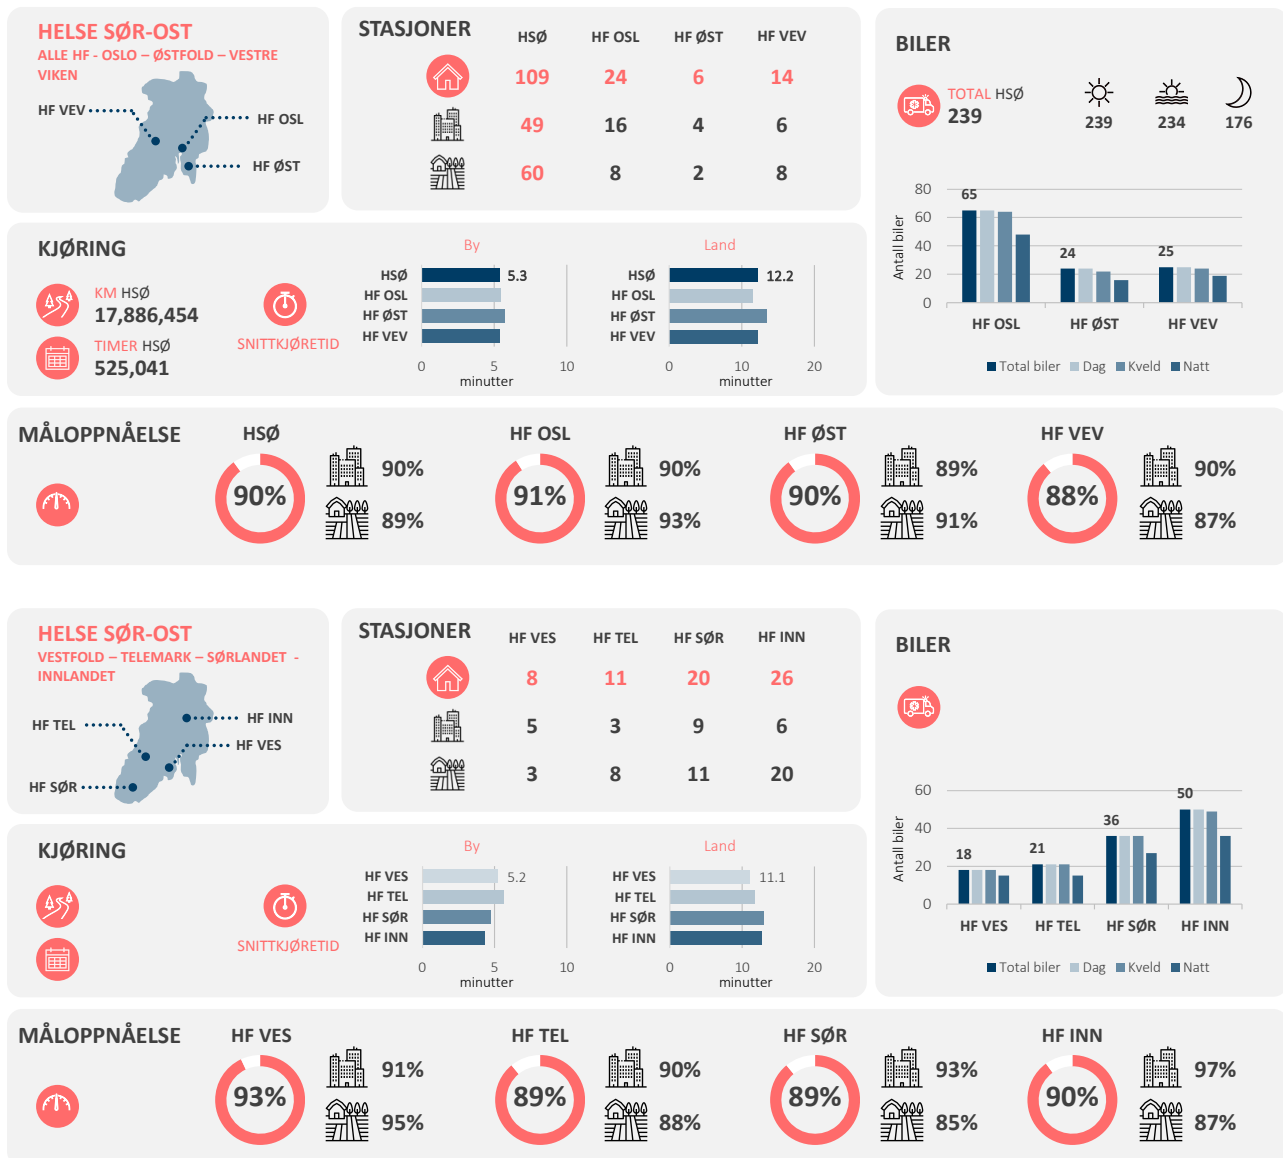 HELSE SØR-OST
ALLE HF - OSLO – ØSTFOLD – VESTRE
VIKEN
HF VEV
HF OSL
HF ØST
STASJONER
HSØ HF OSL HF ØST HF VEV
109 24 6 14
49 16 4 6
60 8 2 8
BILER
TOTAL HSØ
239
239 234 176
Antall biler
80
60
40
20
0
65
24
25
HF OSL HF ØST HF VEV
Total biler Dag Kveld Natt
KJØRING
KM HSØ
17,886,454
TIMER HSØ
525,041
SNITTKJØRETID
By
HSØ 5.3
HF OSL
HF ØST
HF VEV
0 5 10
minutter
Land
HSØ 12.2
HF OSL
HF ØST
HF VEV
0 10 20
minutter
MÅLOPPNÅELSE
HSØ
90%
90%
89%
HF OSL
91%
90%
93%
HF ØST
90%
89%
91%
HF VEV
88%
90%
87%
HELSE SØR-OST
VESTFOLD – TELEMARK – SØRLANDET -
INNLANDET
HF TEL
HF INN
HF VES
HF SØR
STASJONER
HF VES HF TEL HF SØR HF INN
8 11 20 26
5 3 9 6
3 8 11 20
BILER
Antall biler
60
40
20
0
18
21
36
50
HF VES HF TEL HF SØR HF INN
Total biler Dag Kveld Natt
KJØRING
SNITTKJØRETID
By
HF VES 5.2
HF TEL
HF SØR
HF INN
0 5 10
minutter
Land
HF VES 11.1
HF TEL
HF SØR
HF INN
0 10 20
minutter
MÅLOPPNÅELSE
HF VES
93%
91%
95%
HF TEL
89%
90%
88%
HF SØR
89%
93%
85%
HF INN
90%
97%
87%